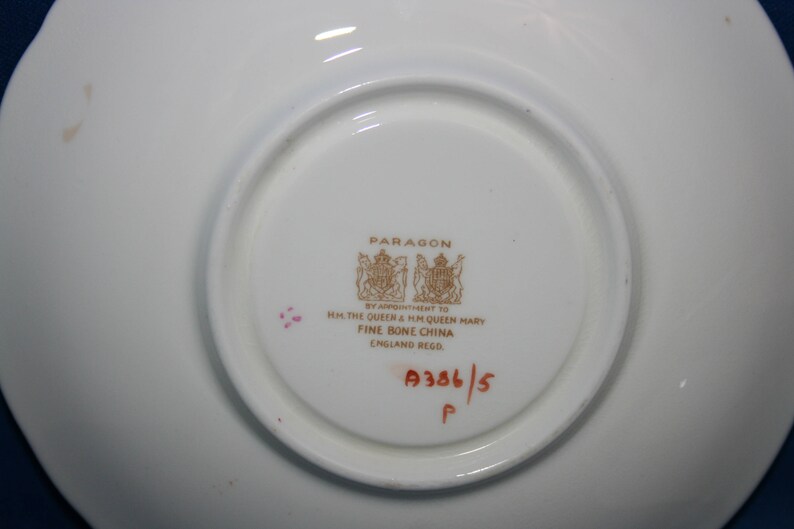 PARAGON
BY APPOINTMENT TO
H.M. THE QUEEN & H.M. QUEEN MARY
FINE BONE CHINA
ENGLAND REGD.
A386/5
P